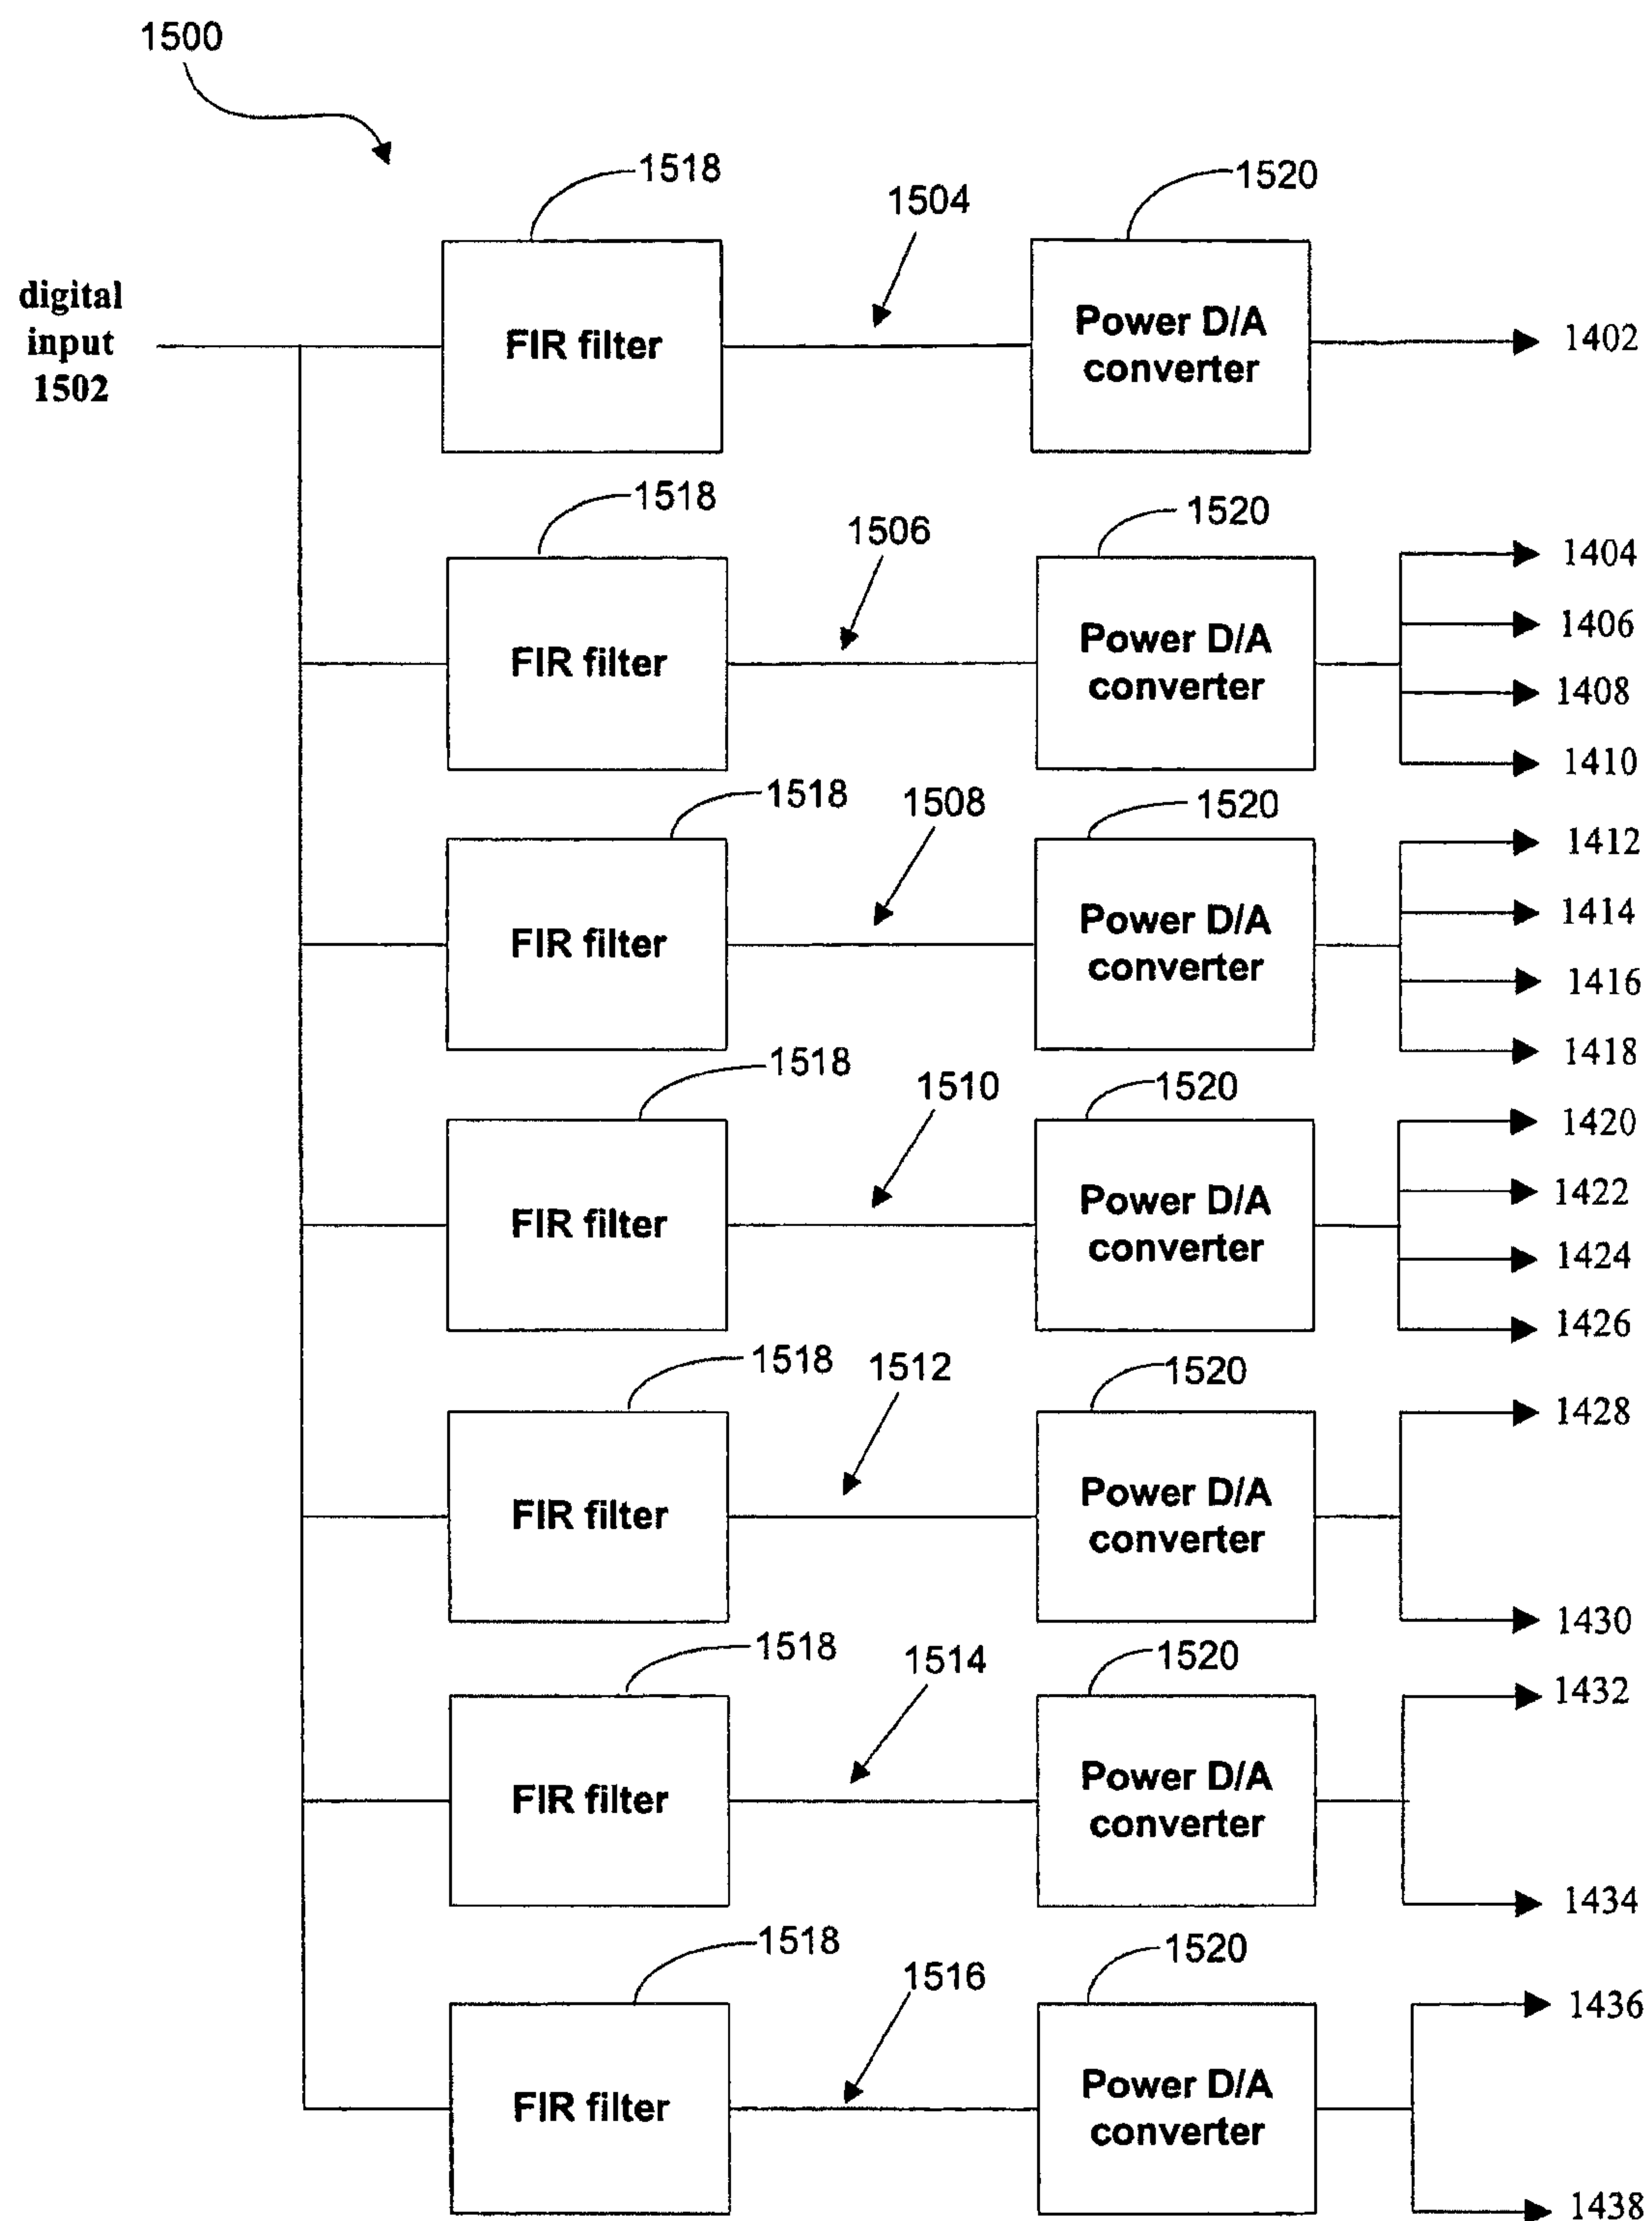 1500
1518
1504
1520
digital
input
1502
FIR filter
Power D/A
converter
1402
1518
1506
1520
FIR filter
Power D/A
converter
1404
1406
1408
1410
1518
1508
1520
FIR filter
Power D/A
converter
1412
1414
1416
1418
1518
1510
1520
FIR filter
Power D/A
converter
1420
1422
1424
1426
1518
1512
1520
FIR filter
Power D/A
converter
1428
1430
1518
1514
1520
FIR filter
Power D/A
converter
1432
1434
1518
1516
1520
FIR filter
Power D/A
converter
1436
1438